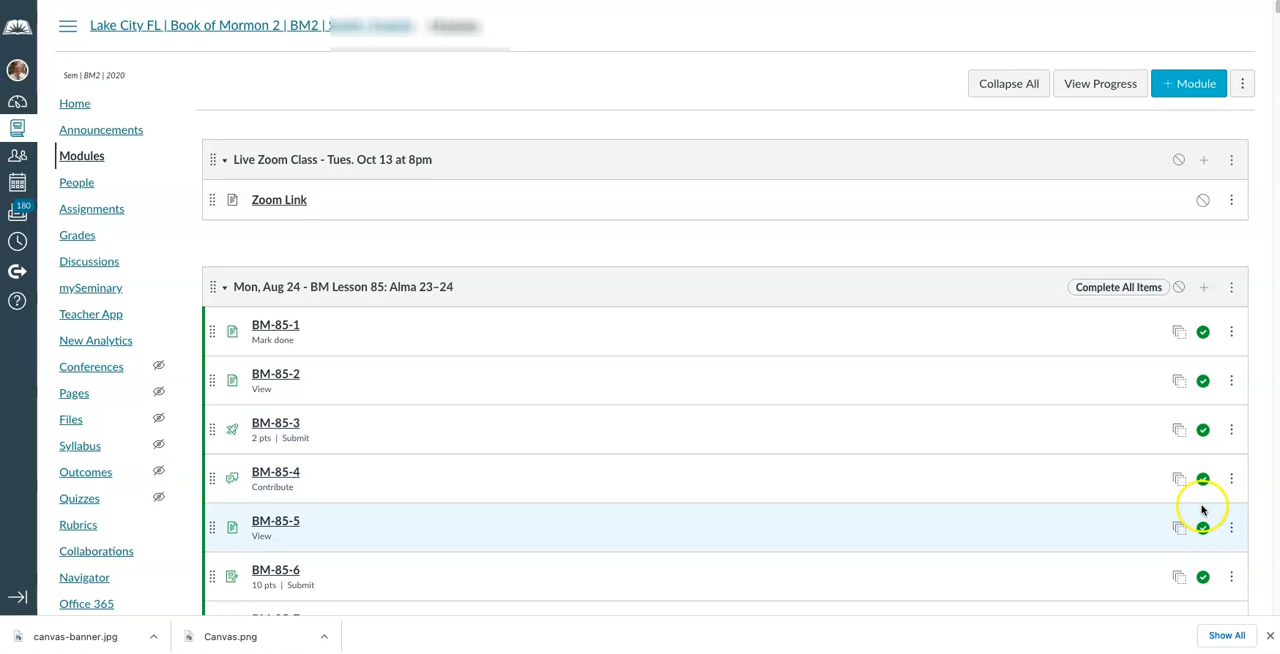 Lake City FL | Book of Mormon 2 | BM2 |
Sem | BM2 | 2020
Home
Announcements
Modules
People
Assignments
Grades
Discussions
mySeminary
Teacher App
New Analytics
Conferences
Pages
Files
Syllabus
Outcomes
Quizzes
Rubrics
Collaborations
Navigator
Office 365
180
Collapse All
View Progress
+ Module
Live Zoom Class - Tues. Oct 13 at 8pm
Zoom Link
Mon, Aug 24 - BM Lesson 85: Alma 23–24
Complete All Items
BM-85-1
Mark done
BM-85-2
View
BM-85-3
2 pts | Submit
BM-85-4
Contribute
BM-85-5
View
BM-85-6
10 pts | Submit
canvas-banner.jpg
Canvas.png
Show All